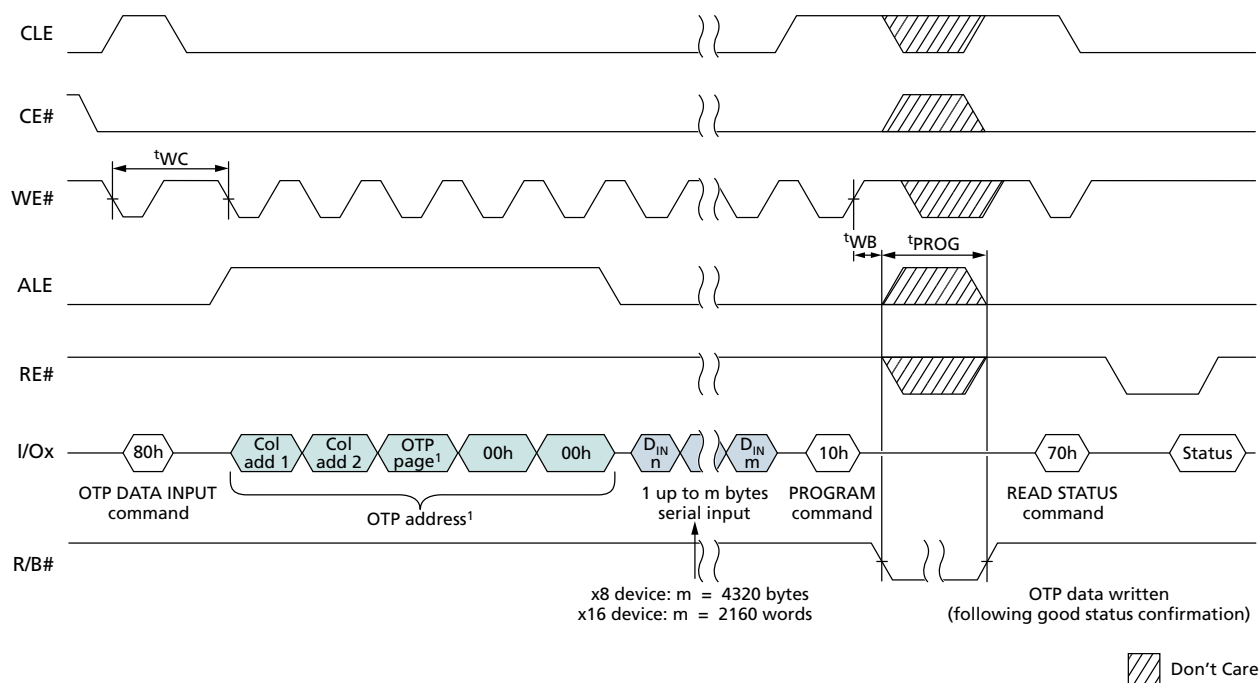 CLE
CE#
tWC
WE#
tWB
tPROG
ALE
RE#
I/Ox
80h
Col
add 1
Col
add 2
OTP
page1
00h
00h
DIN
n
DIN
m
10h
70h
Status
OTP DATA INPUT
command
OTP address1
1 up to m bytes
serial input
PROGRAM
command
READ STATUS
command
R/B#
x8 device: m = 4320 bytes
x16 device: m = 2160 words
OTP data written
(following good status confirmation)
Don't Care